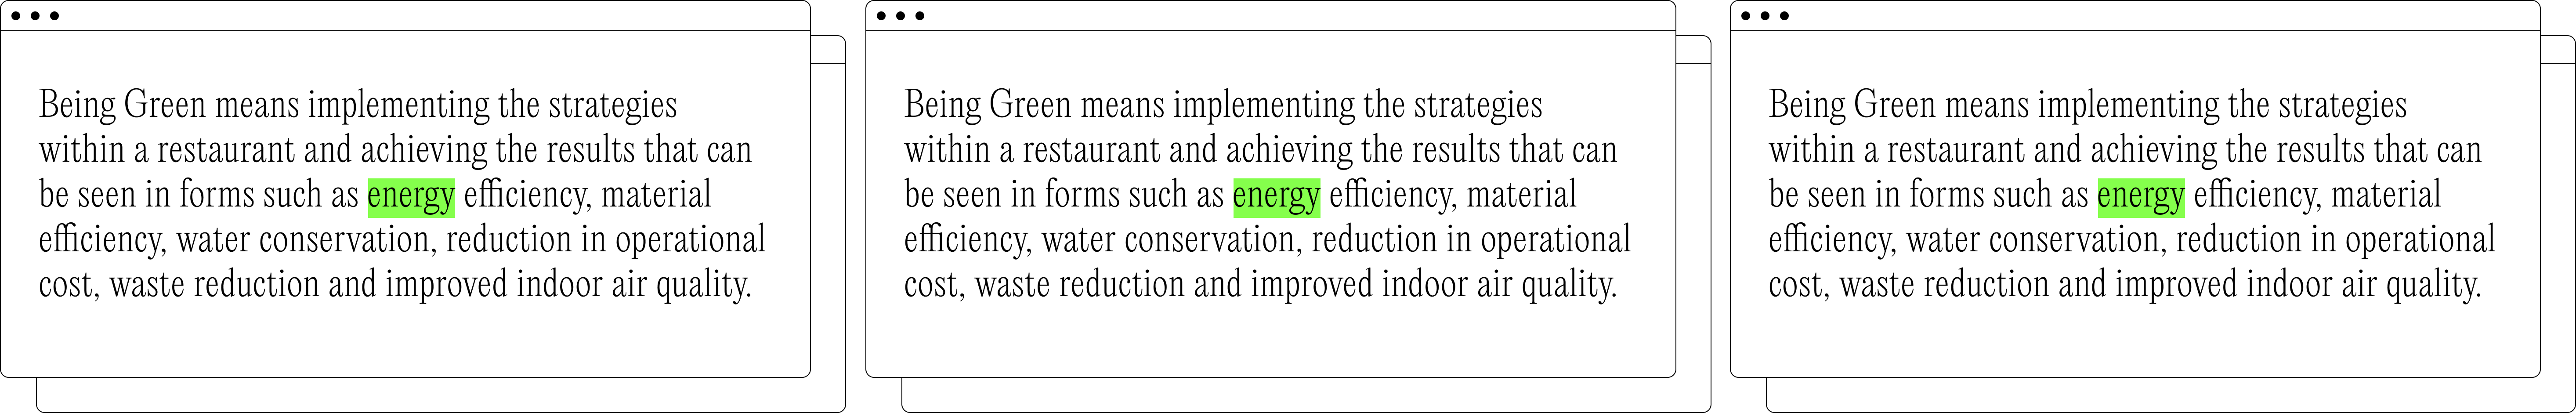 Being Green means implementing the strategies
within a restaurant and achieving the results that can
be seen in forms such as energy efficiency, material
efficiency, water conservation, reduction in operational
cost, waste reduction and improved indoor air quality.
Being Green means implementing the strategies
within a restaurant and achieving the results that can
be seen in forms such as energy efficiency, material
efficiency, water conservation, reduction in operational
cost, waste reduction and improved indoor air quality.
Being Green means implementing the strategies
within a restaurant and achieving the results that can
be seen in forms such as energy efficiency, material
efficiency, water conservation, reduction in operational
cost, waste reduction and improved indoor air quality.